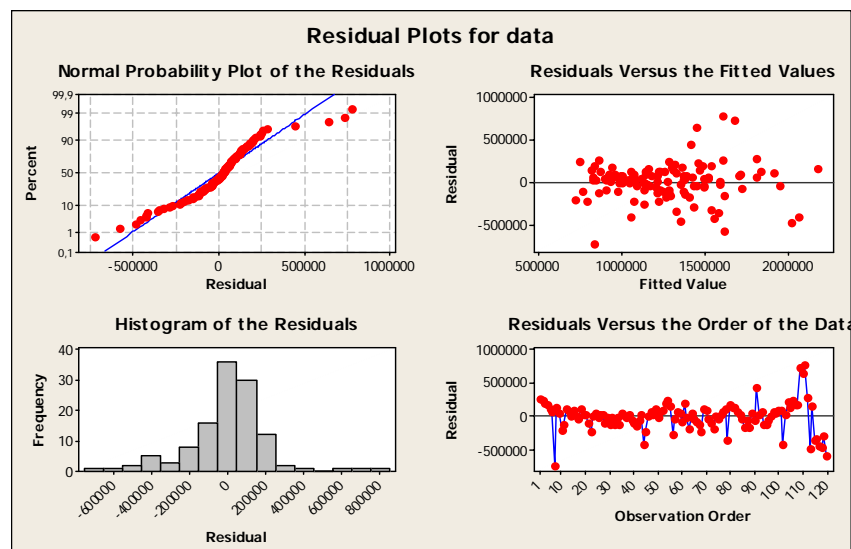 Residual Plots for data
Normal Probability Plot of the Residuals
99,9
99
90
50
10
1
0,1
Percent
-500000 0 500000 1000000
Residual
Residuals Versus the Fitted Values
1000000
500000
0
-500000
Residual
500000 1000000 1500000 2000000
Fitted Value
Histogram of the Residuals
40
30
20
10
0
Frequency
-600000 -400000 -200000 0 200000 400000 600000 800000
Residual
Residuals Versus the Order of the Data
1000000
500000
0
-500000
Residual
1 10 20 30 40 50 60 70 80 90 100 110 120
Observation Order